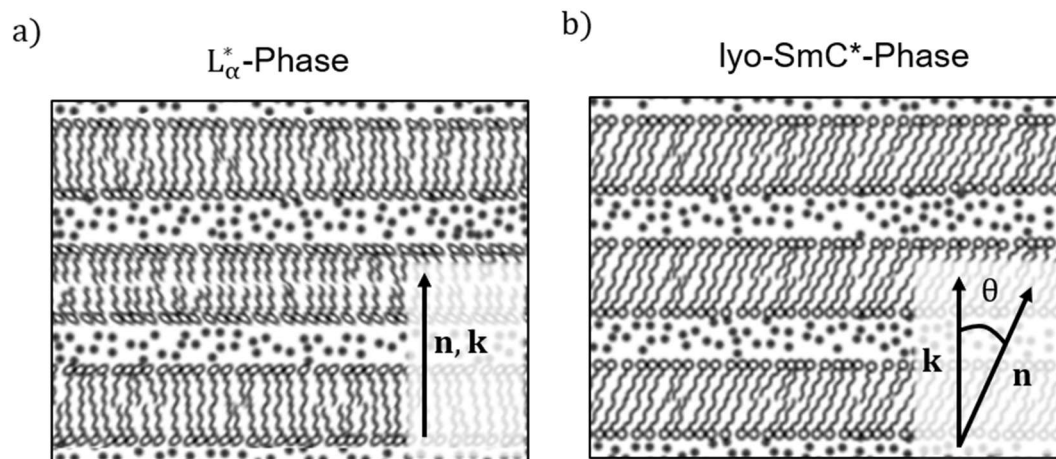 a)
L*α-Phase
n, k
b)
lyo-SmC*-Phase
θ
k
n